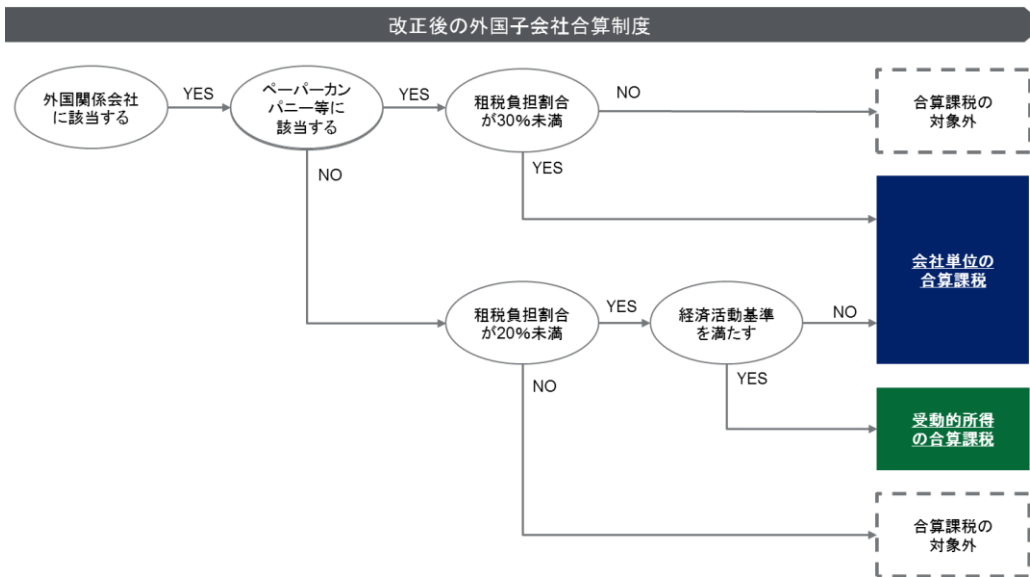 改正後の外国子会社合算制度
外国関係会社
に該当する
YES
ペーパーカン
パニー等に
該当する
YES
租税負担割合
が30%未満
NO
合算課税の
対象外
NO
YES
会社単位の
合算課税
租税負担割合
が20%未満
YES
経済活動基準
を満たす
NO
NO
YES
受動的所得
の合算課税
合算課税の
対象外